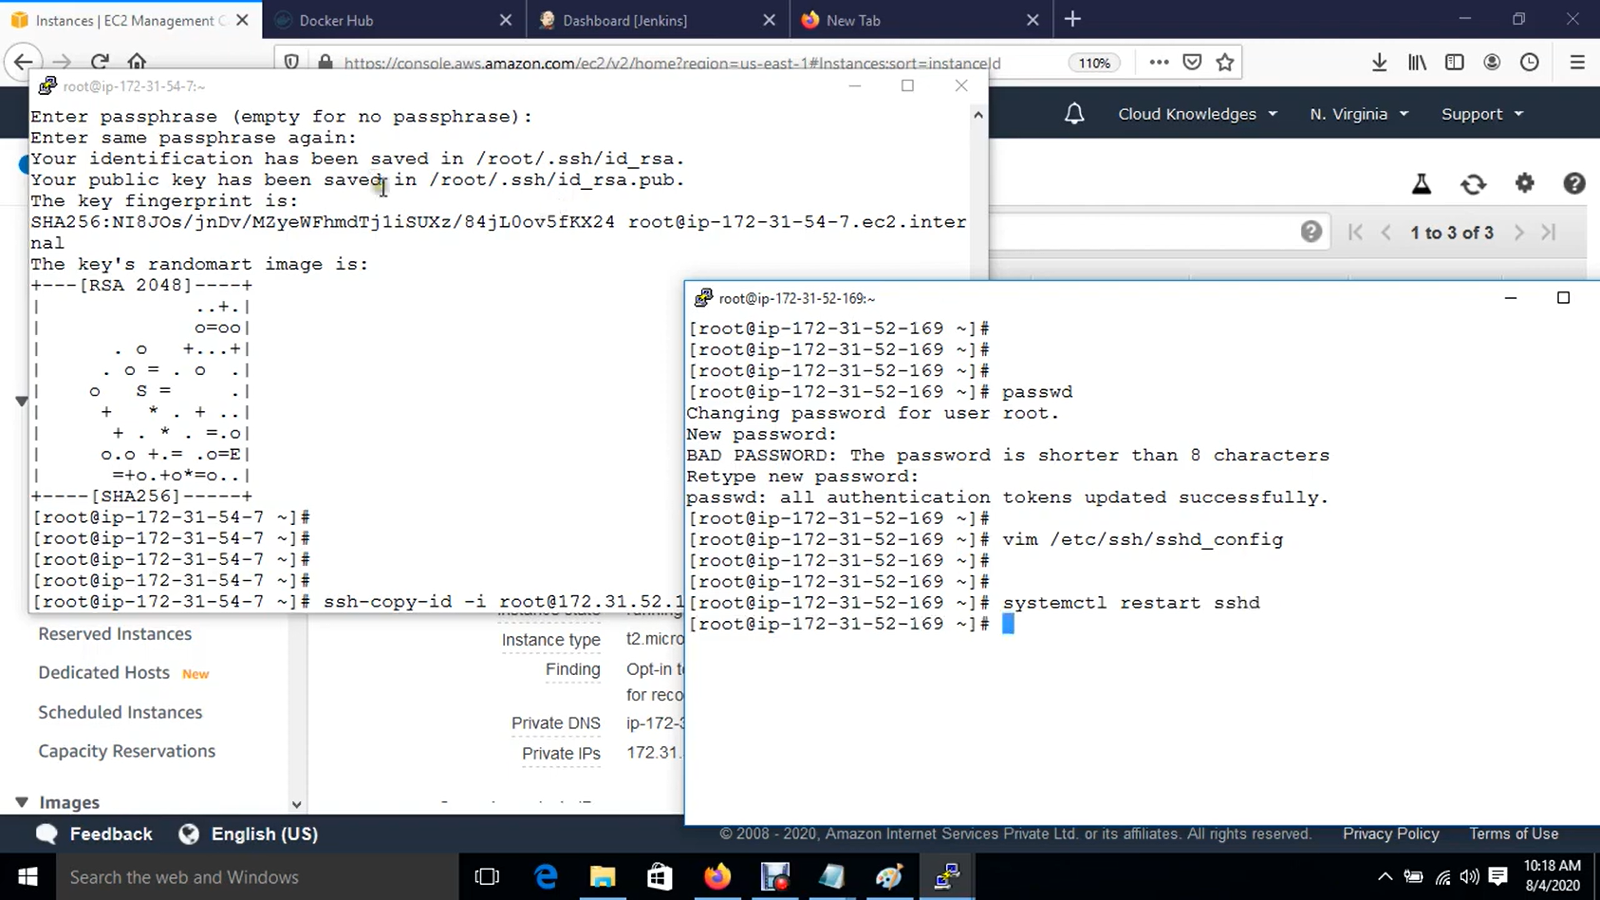 Instances | EC2 Management C
Docker Hub
Dashboard [Jenkins]
New Tab
https://console.aws.amazon.com/ec2/v2/home?region=us-east-1#Instances:sort=instanceId
110%
root@ip-172-31-54-7:~
Cloud Knowledges
N. Virginia
Support
Enter passphrase (empty for no passphrase):
Enter same passphrase again:
Your identification has been saved in /root/.ssh/id_rsa.
Your public key has been saved in /root/.ssh/id_rsa.pub.
The key fingerprint is:
SHA256:NI8JOs/jnDv/MZyeWFhmdTj1iSUXz/84jL0ov5fKX24 root@ip-172-31-54-7.ec2.inter
nal
The key's randomart image is:
+---[RSA 2048]----+
|              ..+.|
|              o=oo|
|       . o   +...+|
|      . o = . o  .|
|     o   S =     .|
|      +   * . + ..|
|       + . * . =.o|
|      o.o +.= .o=E|
|       =+o.+o*=o..|
+----[SHA256]-----+
[root@ip-172-31-54-7 ~]#
[root@ip-172-31-54-7 ~]#
[root@ip-172-31-54-7 ~]#
[root@ip-172-31-54-7 ~]#
[root@ip-172-31-54-7 ~]# ssh-copy-id -i root@172.31.52.1
1 to 3 of 3
root@ip-172-31-52-169:~
[root@ip-172-31-52-169 ~]#
[root@ip-172-31-52-169 ~]#
[root@ip-172-31-52-169 ~]#
[root@ip-172-31-52-169 ~]# passwd
Changing password for user root.
New password:
BAD PASSWORD: The password is shorter than 8 characters
Retype new password:
passwd: all authentication tokens updated successfully.
[root@ip-172-31-52-169 ~]#
[root@ip-172-31-52-169 ~]# vim /etc/ssh/sshd_config
[root@ip-172-31-52-169 ~]#
[root@ip-172-31-52-169 ~]#
[root@ip-172-31-52-169 ~]# systemctl restart sshd
[root@ip-172-31-52-169 ~]#
Reserved Instances
Dedicated Hosts New
Scheduled Instances
Capacity Reservations
Images
Instance type t2.micro
Finding Opt-in
for reco
Private DNS ip-172-3
Private IPs 172.31.
Feedback
English (US)
© 2008 - 2020, Amazon Internet Services Private Ltd. or its affiliates. All rights reserved.
Privacy Policy
Terms of Use
Search the web and Windows
10:18 AM
8/4/2020